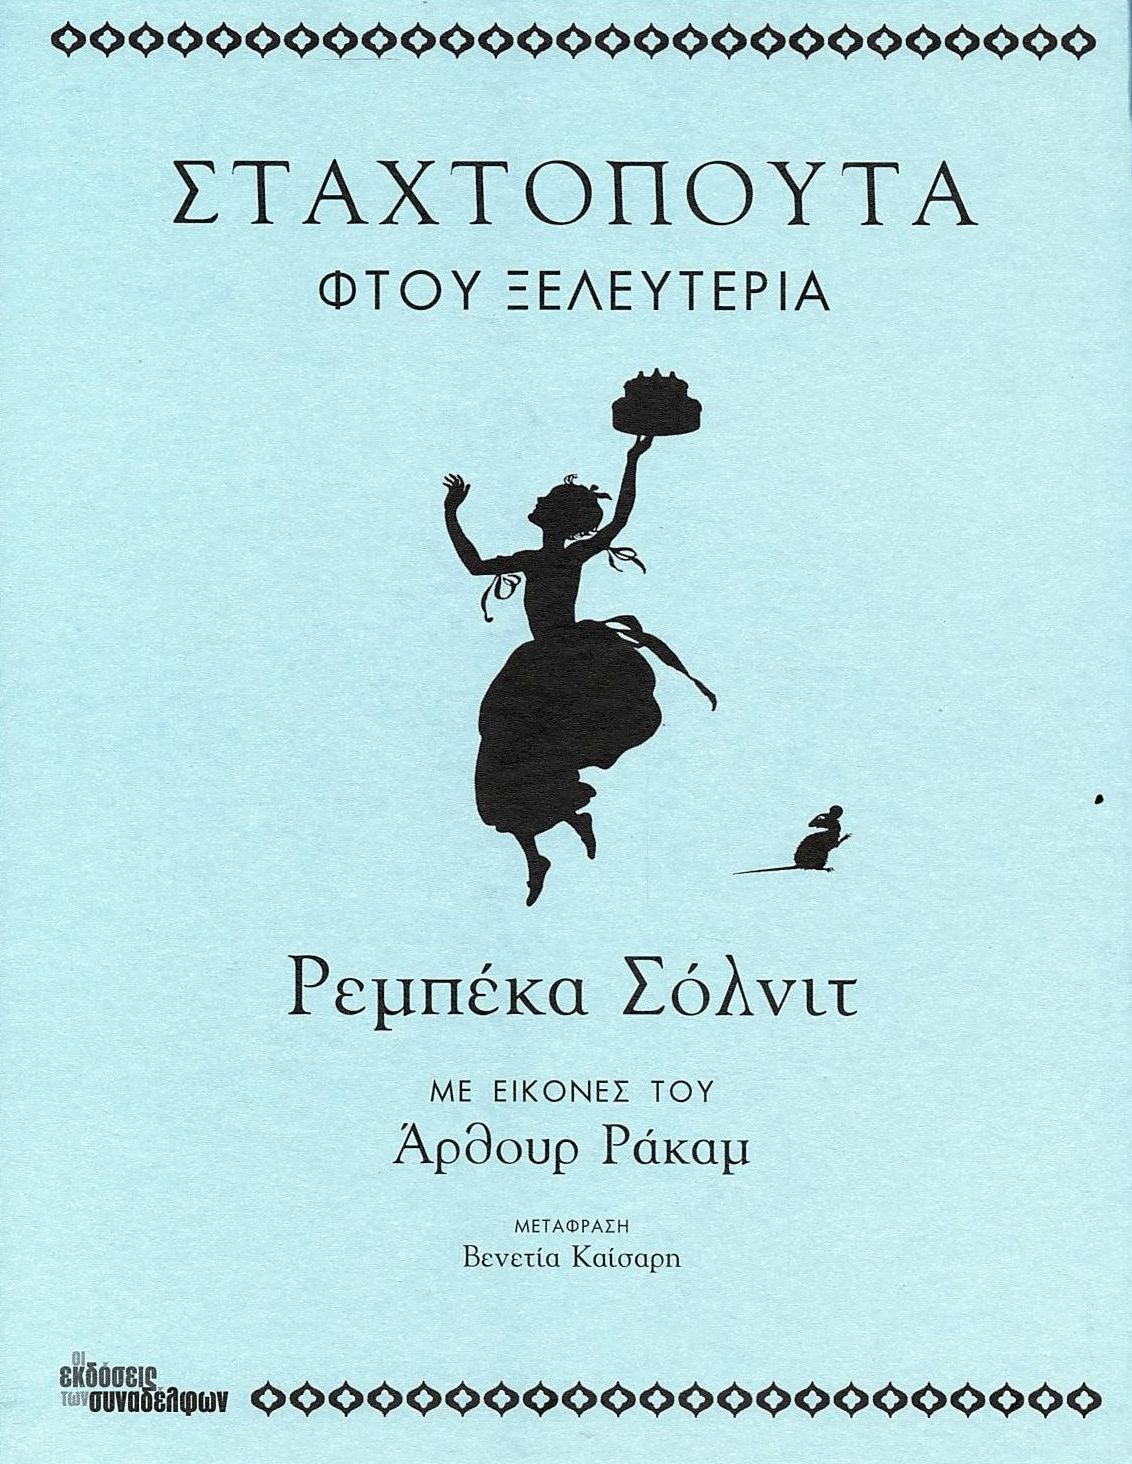 ΣΤΑΧΤΟΠΟΥΤΑ
ΦΤΟΥ ΞΕΛΕΥΤΕΡΙΑ
Ρεμπέκα Σόλνιτ
ΜΕ ΕΙΚΟΝΕΣ ΤΟΥ
Άρθουρ Ράκαμ
ΜΕΤΑΦΡΑΣΗ
Βενετία Καίσαρη
οι
εκδόσεις
των συναδέλφων